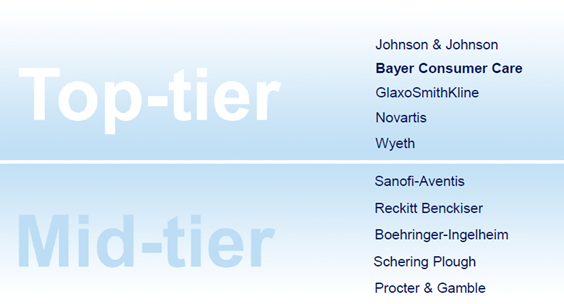 Top-tier
Johnson & Johnson
Bayer Consumer Care
GlaxoSmithKline
Novartis
Wyeth
Mid-tier
Sanofi-Aventis
Reckitt Benckiser
Boehringer-Ingelheim
Schering Plough
Procter & Gamble